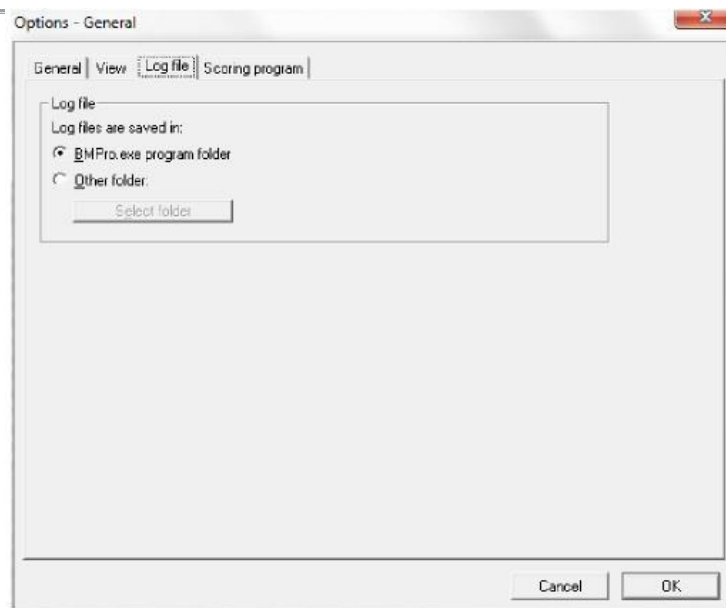 Options - General
General View Log file Scoring program
Log file
Log files are saved in:
BMPro.exe program folder
Other folder:
Select folder
Cancel OK